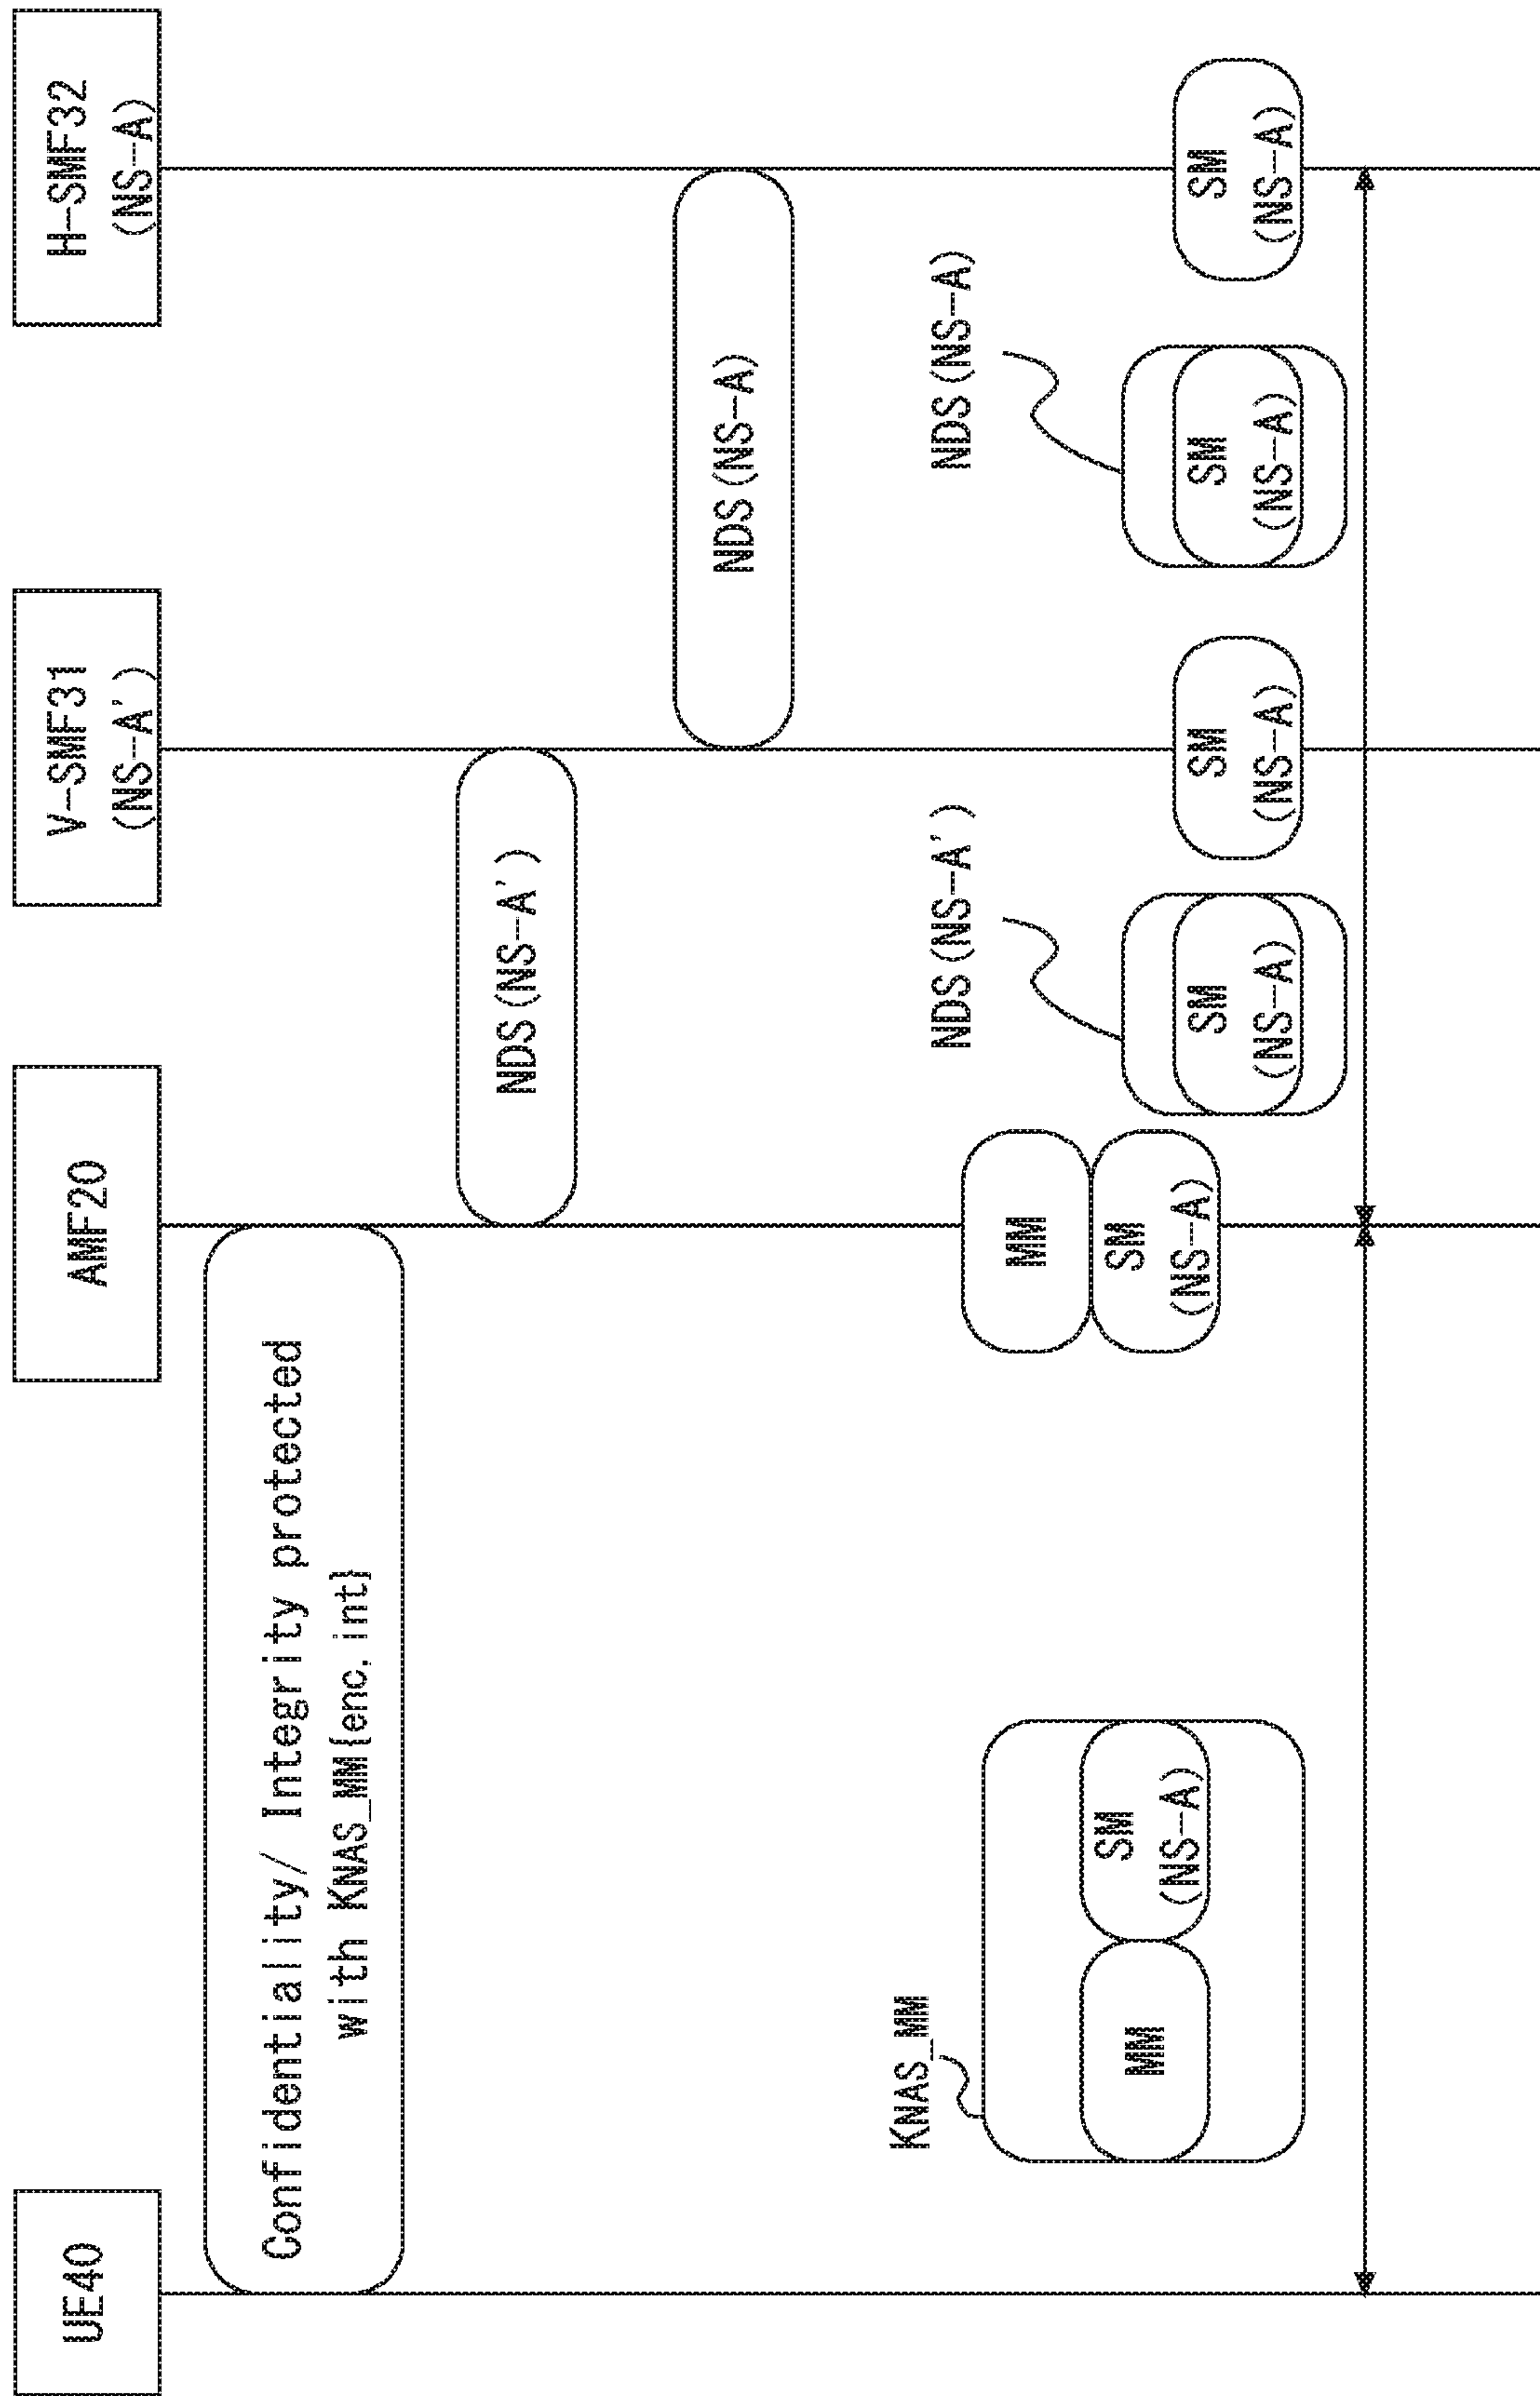 UE40
AMF20
V-SMF31
(NS-A')
H-SMF32
(NS-A)
Confidentiality/ Integrity protected
with KNAS_MM{enc, int}
NDS (NS-A')
NDS (NS-A)
KNAS_MM
MM
SM
(NS-A)
MM
SM
(NS-A)
NDS (NS-A')
SM
(NS-A)
SM
(NS-A)
NDS (NS-A)
SM
(NS-A)
SM
(NS-A)